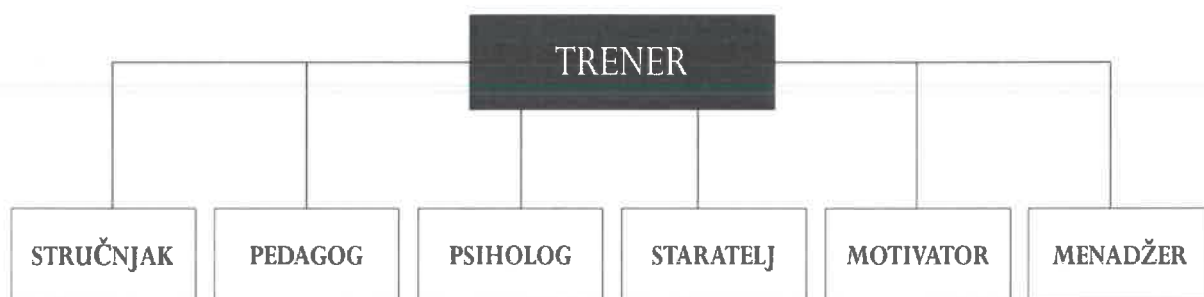 TRENER
STRUČNJAK PEDAGOG PSIHOLOG STARATELJ MOTIVATOR MENADŽER